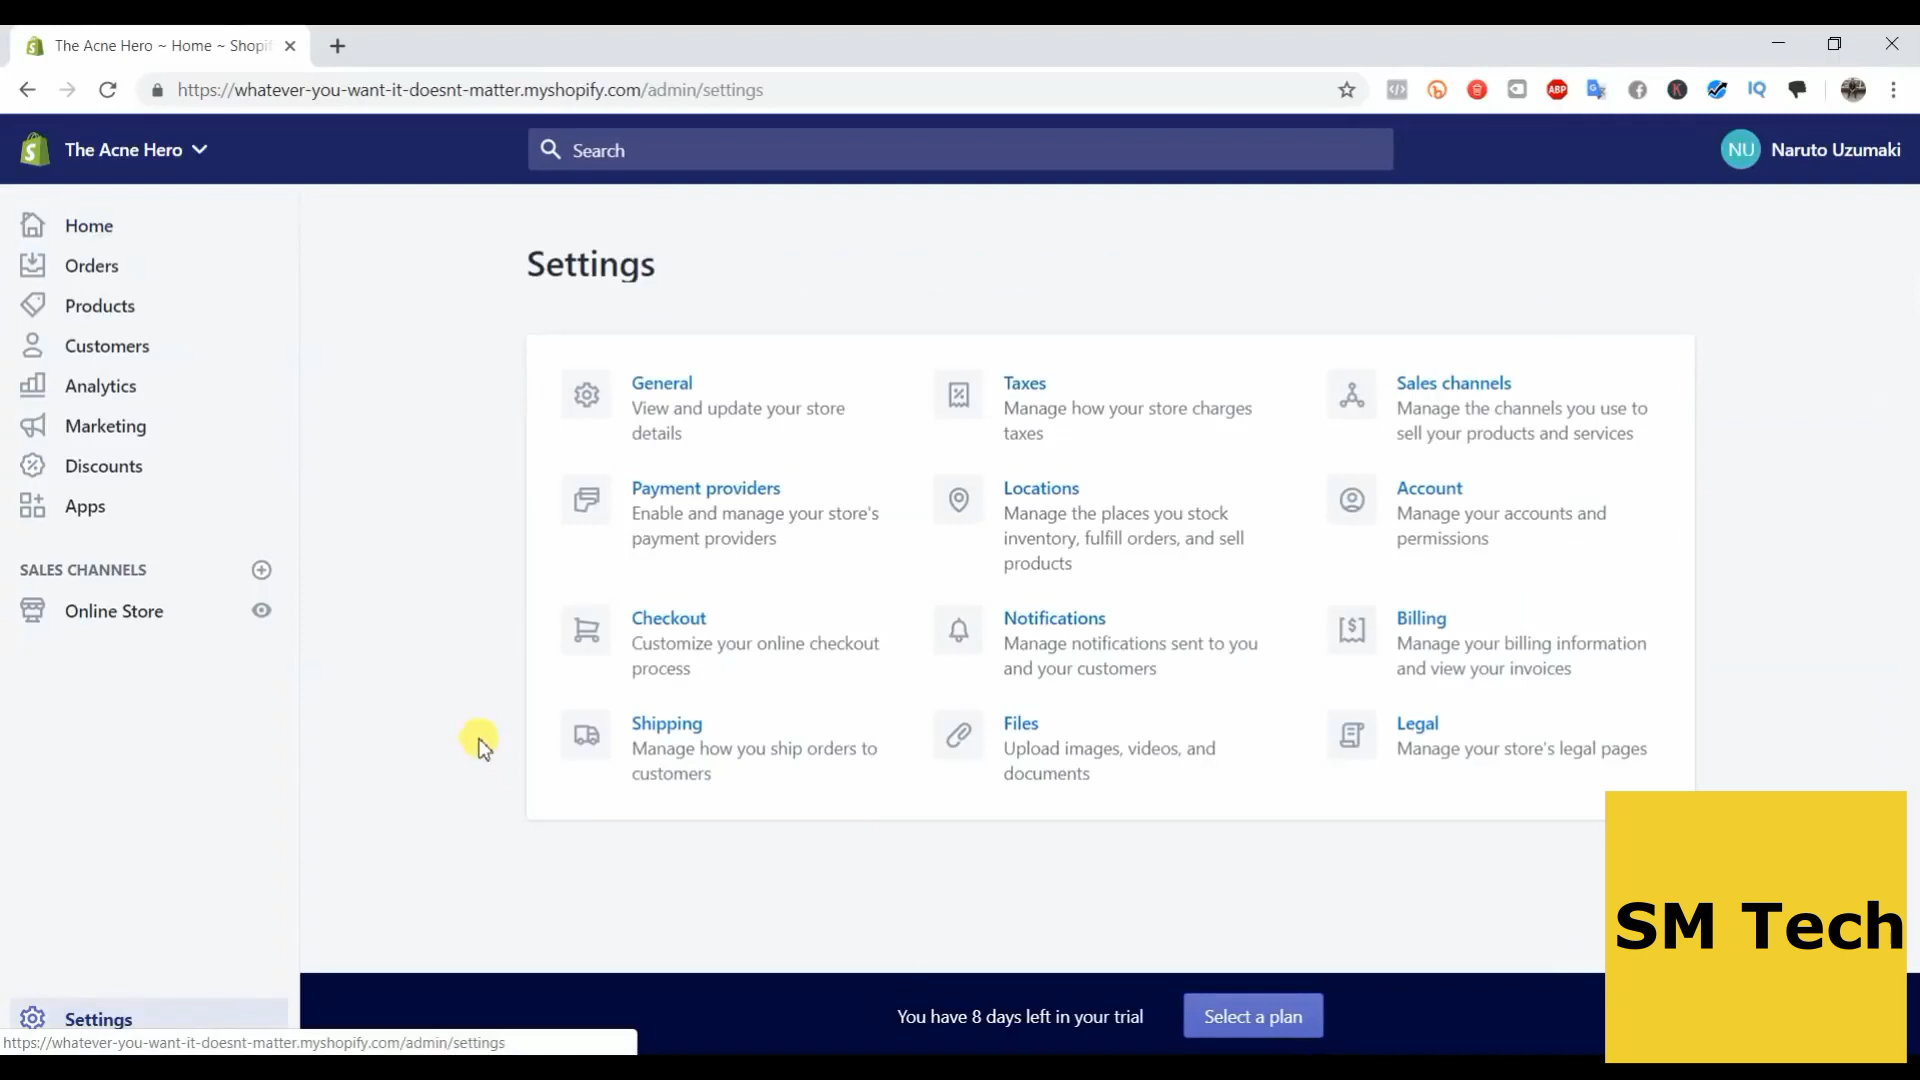 The Acne Hero ~ Home ~ Shopif
https://whatever-you-want-it-doesnt-matter.myshopify.com/admin/settings
ABP
K
IQ
The Acne Hero
Search
NU
Naruto Uzumaki
Home
Orders
Products
Customers
Analytics
Marketing
Discounts
Apps
SALES CHANNELS
Online Store
Settings
Settings
General
View and update your store
details
Taxes
Manage how your store charges
taxes
Sales channels
Manage the channels you use to
sell your products and services
Payment providers
Enable and manage your store's
payment providers
Locations
Manage the places you stock
inventory, fulfill orders, and sell
products
Account
Manage your accounts and
permissions
Checkout
Customize your online checkout
process
Notifications
Manage notifications sent to you
and your customers
Billing
Manage your billing information
and view your invoices
Shipping
Manage how you ship orders to
customers
Files
Upload images, videos, and
documents
Legal
Manage your store's legal pages
You have 8 days left in your trial
Select a plan
SM Tech
https://whatever-you-want-it-doesnt-matter.myshopify.com/admin/settings